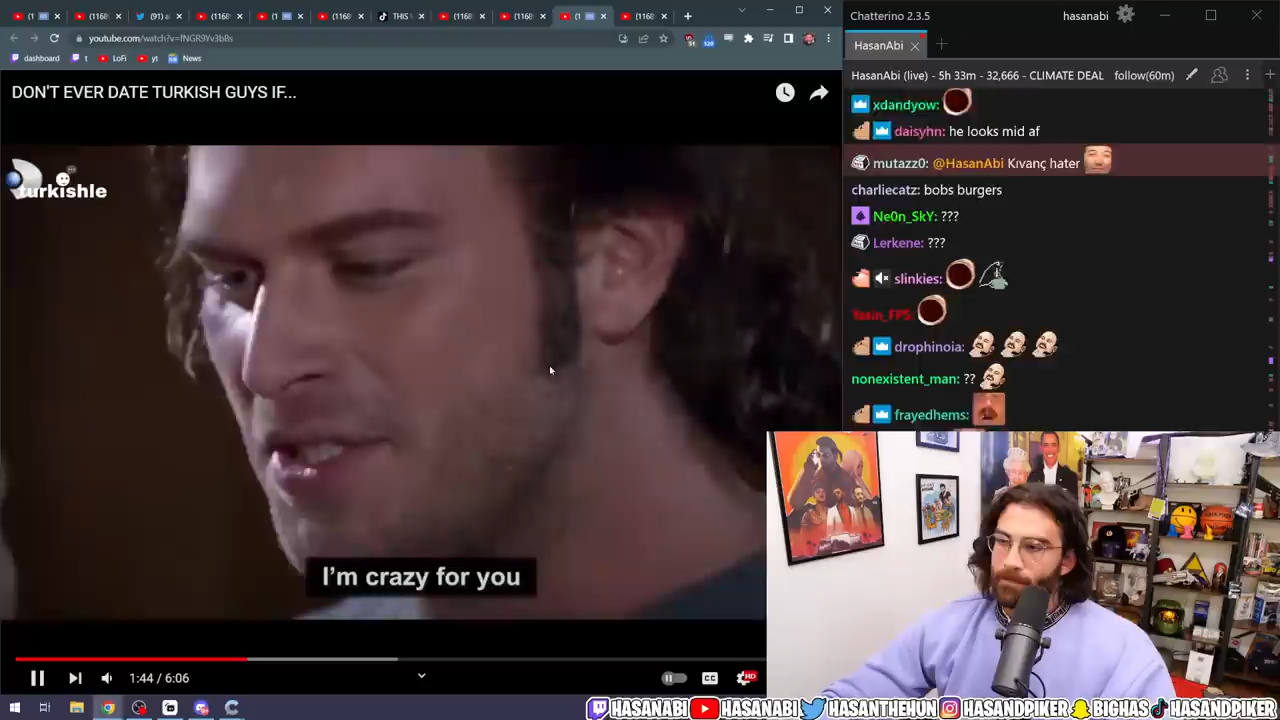 youtube.com/watch?v=fNGR9Yv3bBs
dashboard
t
LoFi
yt
News
DON'T EVER DATE TURKISH GUYS IF...
turkishle
I'm crazy for you
1:44 / 6:06
Chatterino 2.3.5
hasanabi
HasanAbi
HasanAbi (live) - 5h 33m - 32,666 - CLIMATE DEAL
follow(60m)
xdandyow:
daisyhn: he looks mid af
mutazz0: @HasanAbi Kıvanç hater
charliecatz: bobs burgers
Ne0n_SkY: ???
Lerkene: ???
slinkies:
Yasin_FPS:
drophinoia:
nonexistent_man: ??
frayedhems:
HASANABI
HASANABI
HASANTHEHUN
HASANDPIKER
BIGHAS
HASANDPIKER